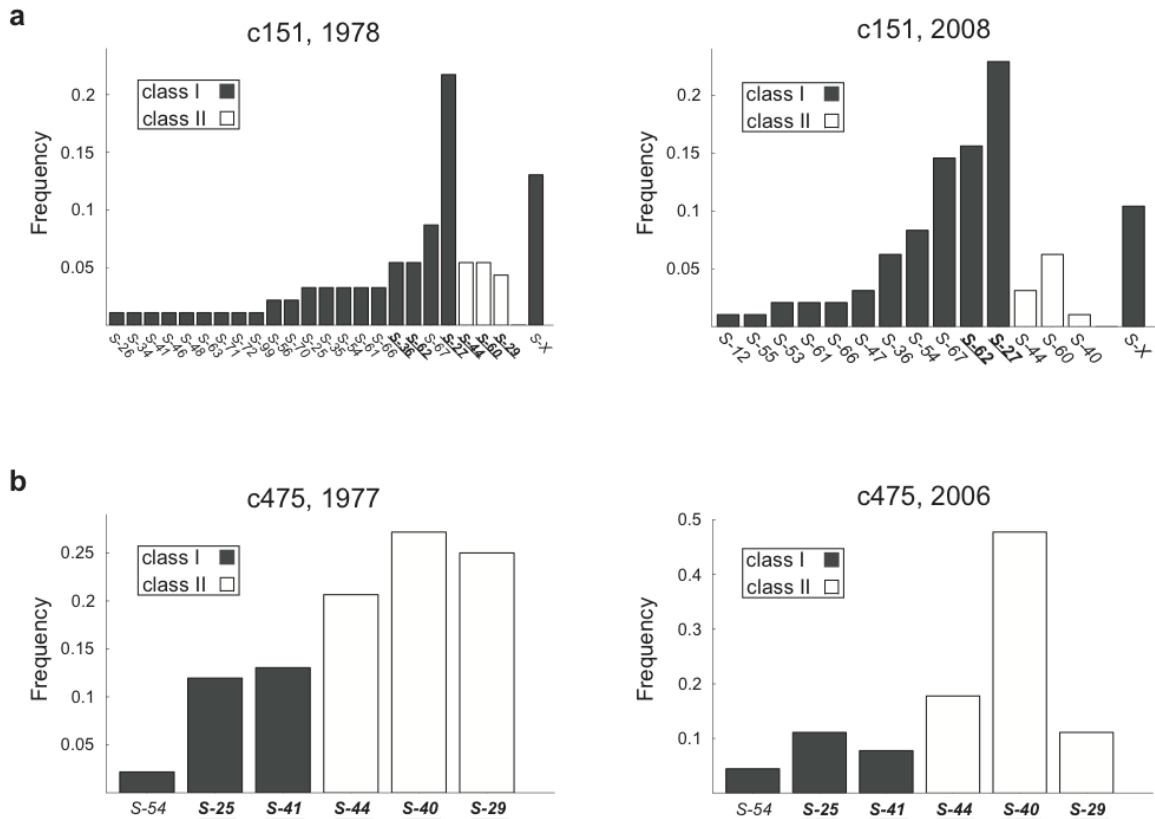 a
c151, 1978
Frequency
0.2
0.15
0.1
0.05
class I
class II
S-26 S-34 S-41 S-46 S-48 S-63 S-71 S-72 S-99 S-56 S-70 S-25 S-35 S-54 S-61 S-66 S-36 S-62 S-67 S-27 S-44 S-60 S-29 S-X
c151, 2008
Frequency
0.2
0.15
0.1
0.05
class I
class II
S-12 S-55 S-53 S-61 S-66 S-47 S-36 S-54 S-67 S-62 S-27 S-44 S-60 S-40 S-X
b
c475, 1977
Frequency
0.25
0.2
0.15
0.1
0.05
class I
class II
S-54 S-25 S-41 S-44 S-40 S-29
c475, 2006
Frequency
0.5
0.4
0.3
0.2
0.1
class I
class II
S-54 S-25 S-41 S-44 S-40 S-29